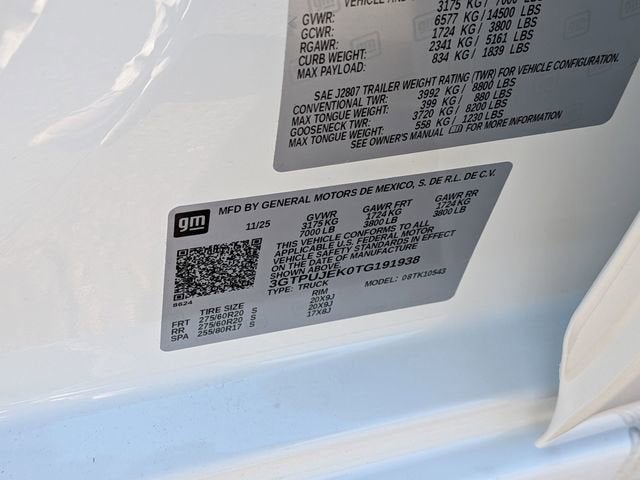 VEHICLE AND
3175 KG / 7000 LBS
GVWR: 6577 KG / 14500 LBS
GCWR: 1724 KG / 3800 LBS
RGAWR: 2341 KG / 5161 LBS
CURB WEIGHT: 834 KG / 1839 LBS
MAX PAYLOAD:
SAE J2807 TRAILER WEIGHT RATING (TWR) FOR VEHICLE CONFIGURATION.
CONVENTIONAL TWR: 3992 KG / 8800 LBS
MAX TONGUE WEIGHT: 399 KG / 880 LBS
GOOSENECK TWR: 3720 KG / 8200 LBS
MAX TONGUE WEIGHT: 558 KG / 1230 LBS
SEE OWNER'S MANUAL FOR MORE INFORMATION
gm
MFD BY GENERAL MOTORS DE MEXICO, S. DE R.L. DE C.V.
11/25 GVWR GAWR FRT GAWR RR
3175 KG 1724 KG 1724 KG
7000 LB 3800 LB 3800 LB
THIS VEHICLE CONFORMS TO ALL
APPLICABLE U.S. FEDERAL MOTOR
VEHICLE SAFETY STANDARDS IN EFFECT
ON THE DATE OF MANUFACTURE
SHOWN ABOVE.
3GTPUJEK0TG191938
TYPE: TRUCK MODEL: 08TK10543
8624
TIRE SIZE RIM
FRT 275/60R20 S 20X9J
RR 275/60R20 S 20X9J
SPA 255/80R17 S 17X8J